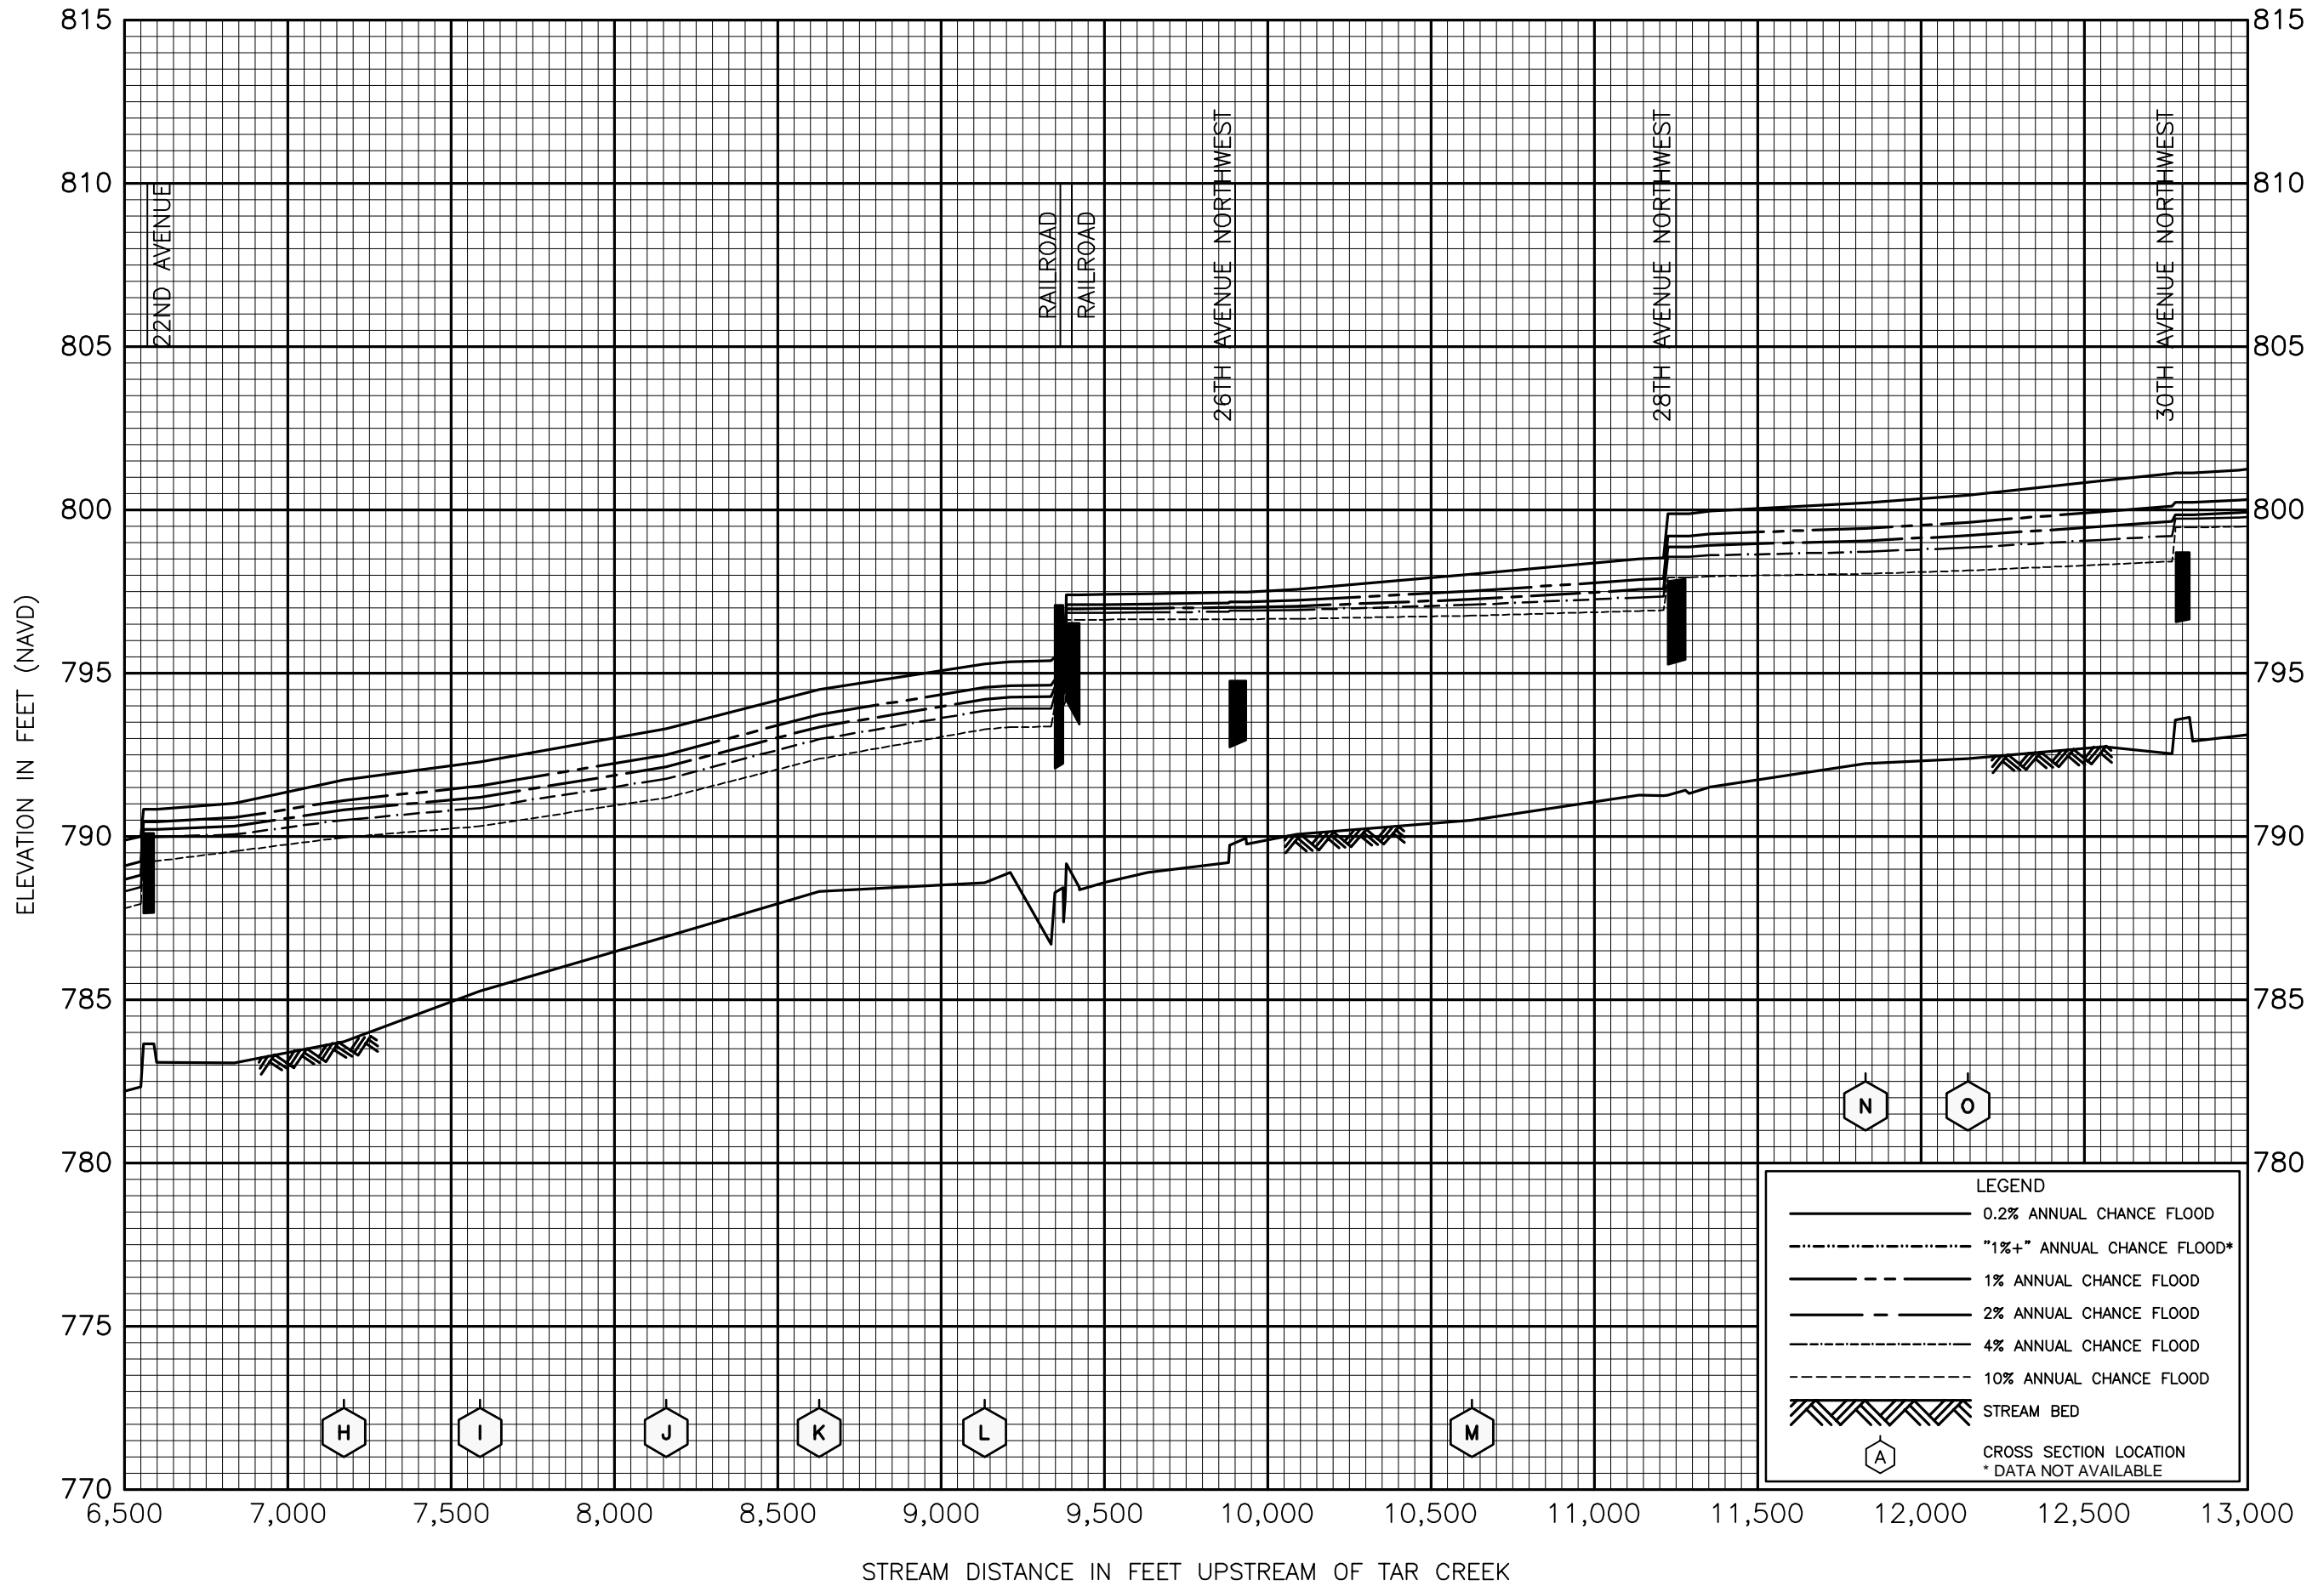 815
815
810
810
805
805
800
800
795
795
790
790
785
785
780
780
775
770
ELEVATION IN FEET (NAVD)
22ND AVENUE
RAILROAD
RAILROAD
26TH AVENUE NORTHWEST
28TH AVENUE NORTHWEST
30TH AVENUE NORTHWEST
N
O
H
I
J
K
L
M
LEGEND
0.2% ANNUAL CHANCE FLOOD
"1%+" ANNUAL CHANCE FLOOD*
1% ANNUAL CHANCE FLOOD
2% ANNUAL CHANCE FLOOD
4% ANNUAL CHANCE FLOOD
10% ANNUAL CHANCE FLOOD
STREAM BED
A
CROSS SECTION LOCATION
* DATA NOT AVAILABLE
6,500 7,000 7,500 8,000 8,500 9,000 9,500 10,000 10,500 11,000 11,500 12,000 12,500 13,000
STREAM DISTANCE IN FEET UPSTREAM OF TAR CREEK